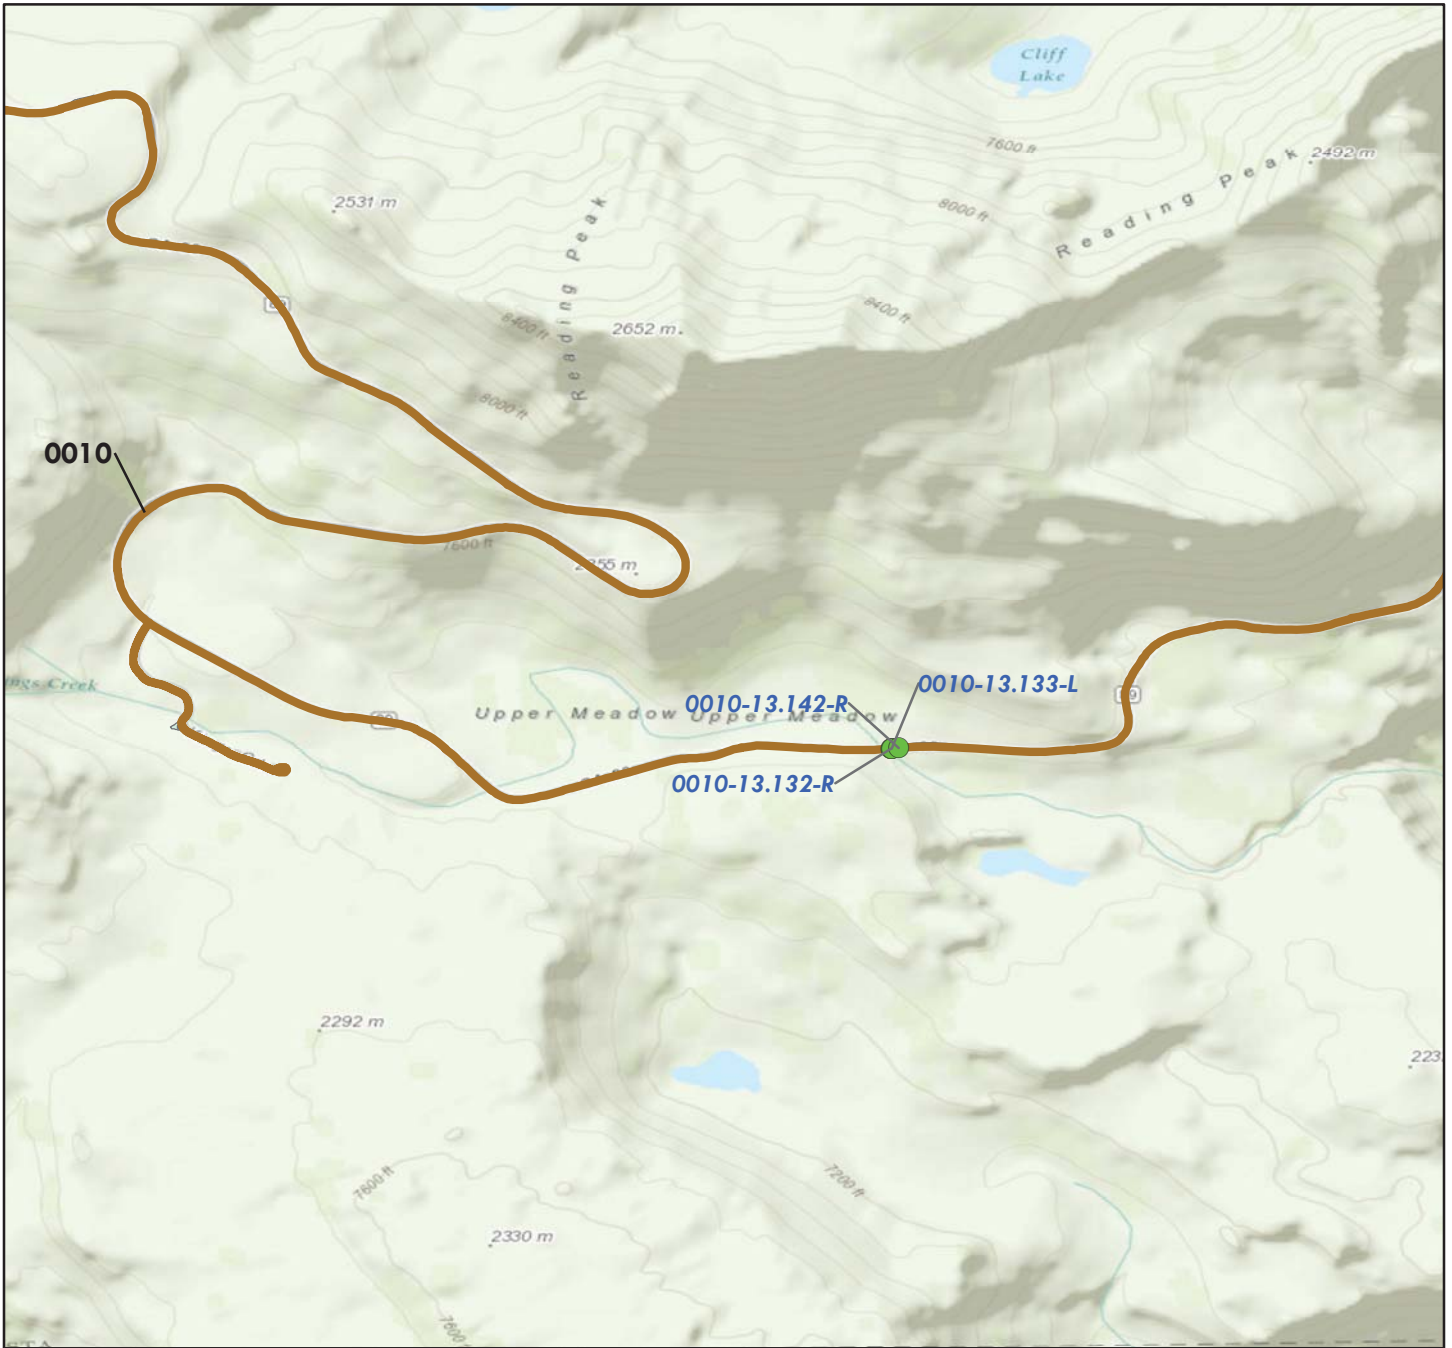 Cliff
Lake
7600 ft
2492 m
Reading Peak
8000 ft
2531 m
Reading Peak
8400 ft
8400 ft
2652 m
8000 ft
0010
7600 ft
Creek
0010-13.133-L
0010-13.142-R
Upper Meadow
Upper Meadow
0010-13.132-R
2292 m
7600 ft
7200 ft
2330 m
7600